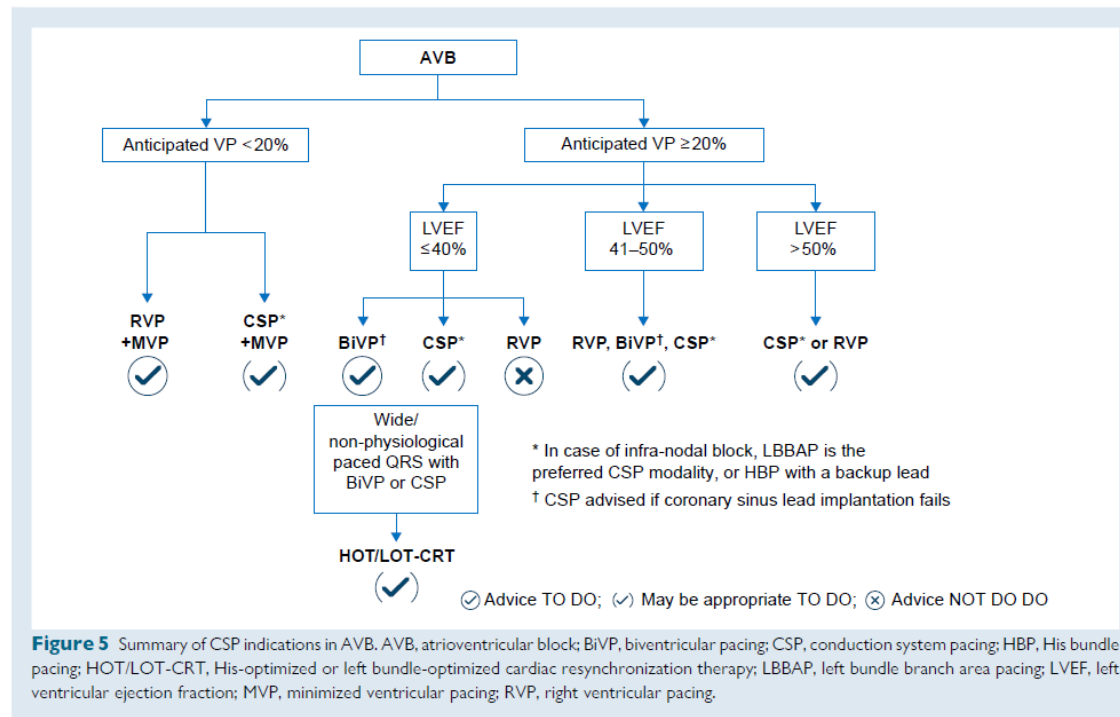 AVB
Anticipated VP <20%
Anticipated VP ≥20%
LVEF
≤40%
LVEF
41–50%
LVEF
>50%
RVP
+MVP
CSP*
+MVP
BiVP†
CSP*
RVP
RVP, BiVP†, CSP*
CSP* or RVP
Wide/
non-physiological
paced QRS with
BiVP or CSP
* In case of infra-nodal block, LBBAP is the
preferred CSP modality, or HBP with a backup lead
† CSP advised if coronary sinus lead implantation fails
HOT/LOT-CRT
Advice TO DO; (✓) May be appropriate TO DO; Advice NOT DO DO
Figure 5 Summary of CSP indications in AVB. AVB, atrioventricular block; BiVP, biventricular pacing; CSP, conduction system pacing; HBP, His bundle
pacing; HOT/LOT-CRT, His-optimized or left bundle-optimized cardiac resynchronization therapy; LBBAP, left bundle branch area pacing; LVEF, left
ventricular ejection fraction; MVP, minimized ventricular pacing; RVP, right ventricular pacing.